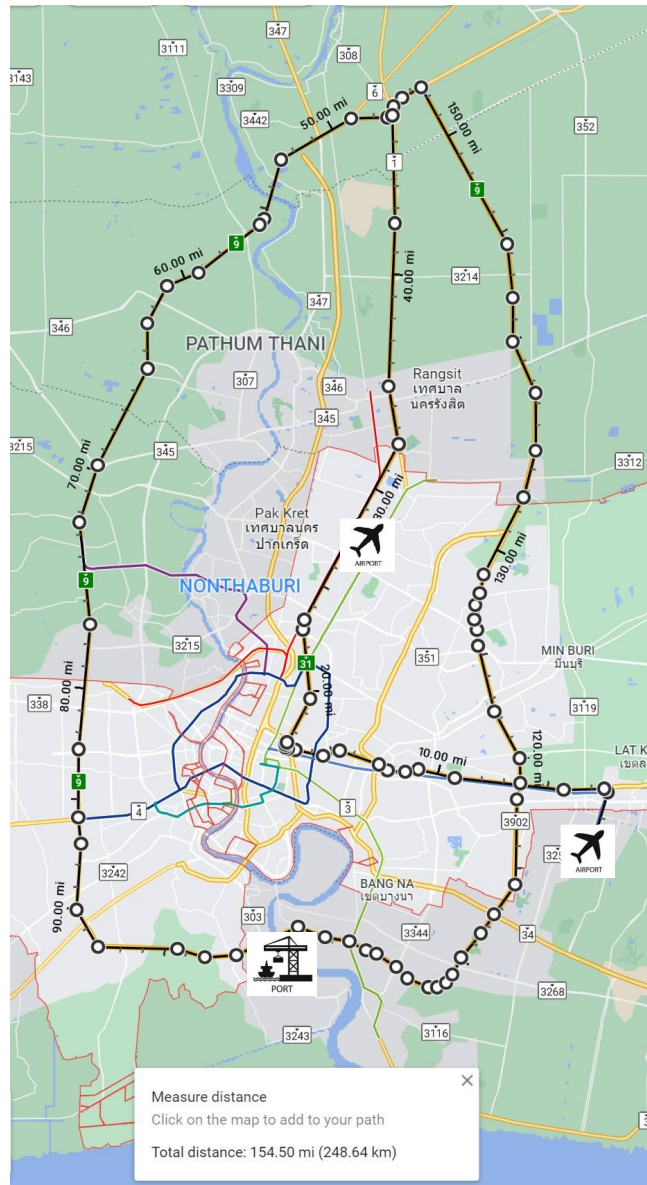 347
3111
308
3143
3309
6
3442
50.00 mi
150.00 mi
352
1
9
9
60.00 mi
40.00 mi
3214
347
346
PATHUM THANI
307
346
Rangsit
เทศบาล
นครรังสิต
345
3215
345
70.00 mi
3312
Pak Kret
เทศบาลนคร
ปากเกร็ด
30.00 mi
AIRPORT
130.00 mi
9
NONTHABURI
3215
31
351
MIN BURI
มีนบุรี
338
80.00 mi
20.00 mi
3119
120.00 mi
LAT K
10.00 mi
9
4
3
3902
AIRPORT
3242
BANG NA
เขตบางนา
90.00 mi
303
3344
34
PORT
3268
3243
3116
Measure distance
Click on the map to add to your path
Total distance: 154.50 mi (248.64 km)